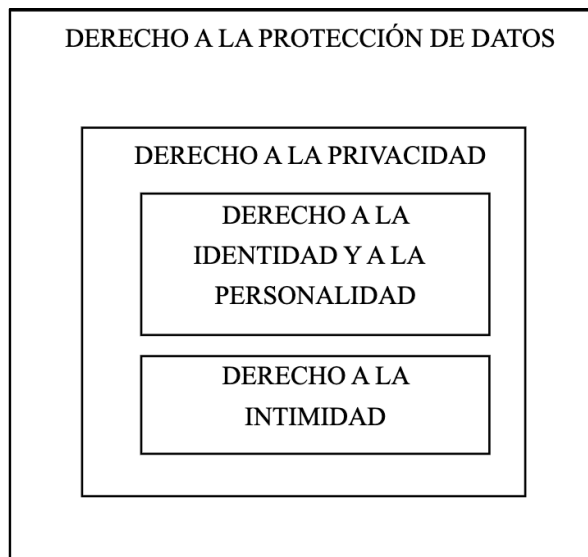 DERECHO A LA PROTECCIÓN DE DATOS
DERECHO A LA PRIVACIDAD
DERECHO A LA
IDENTIDAD Y A LA
PERSONALIDAD
DERECHO A LA
INTIMIDAD